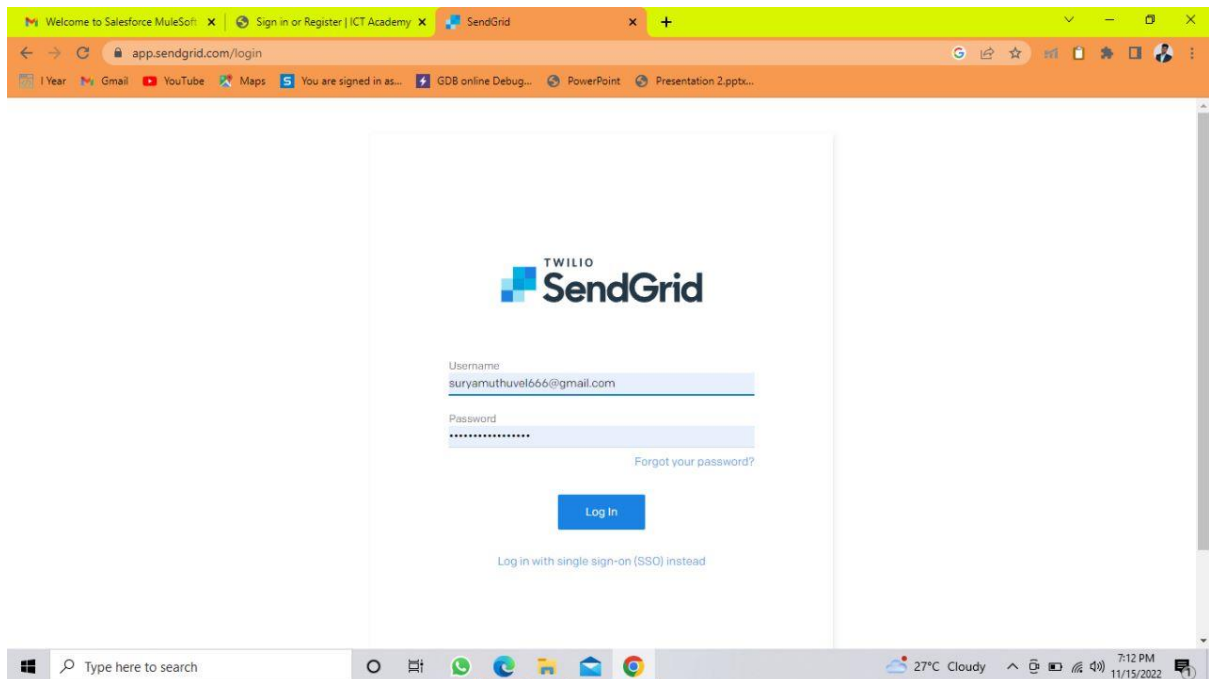 Welcome to Salesforce MuleSoft
Sign in or Register | ICT Academy
SendGrid
app.sendgrid.com/login
I Year
Gmail
YouTube
Maps
You are signed in as...
GDB online Debug...
PowerPoint
Presentation 2.pptx...
TWILIO
SendGrid
Username
suryamuthuvel666@gmail.com
Password
•••••••••••••••••
Forgot your password?
Log In
Log in with single sign-on (SSO) instead
Type here to search
27°C Cloudy
7:12 PM
11/15/2022